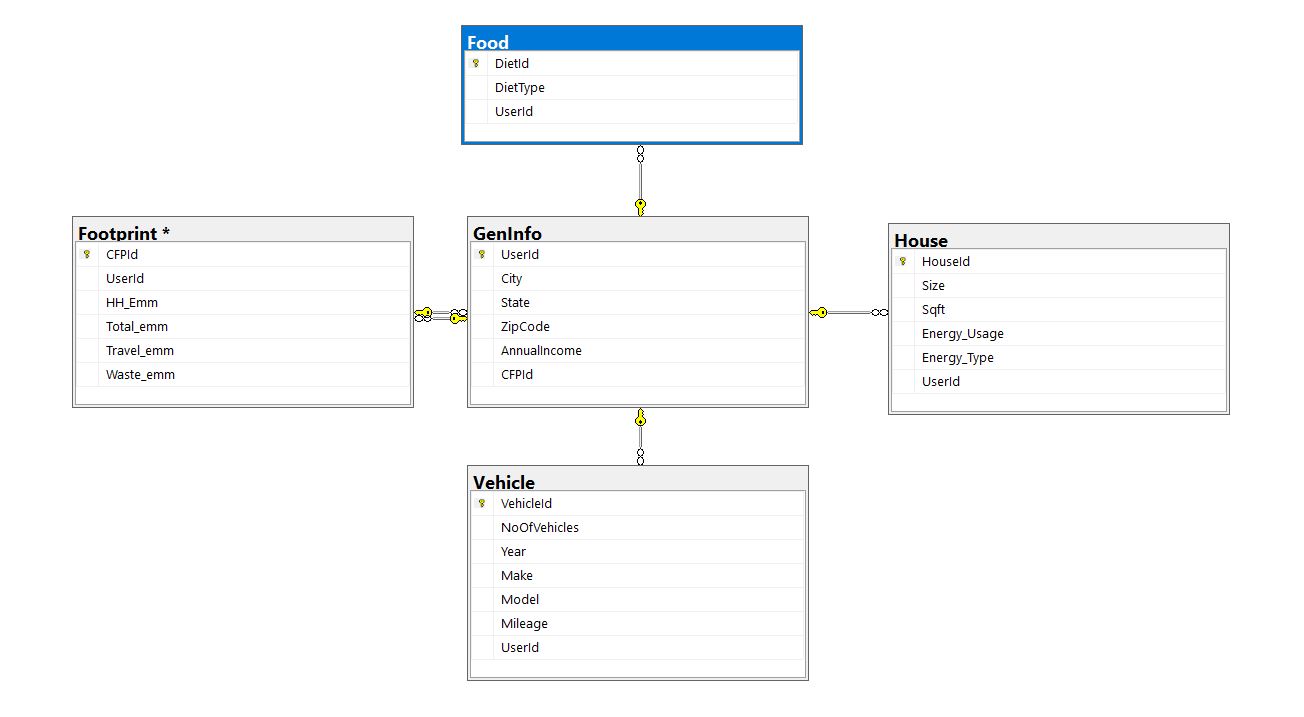 Food
DietId
DietType
UserId
Footprint *
CFPId
UserId
HH_Emm
Total_emm
Travel_emm
Waste_emm
GenInfo
UserId
City
State
ZipCode
AnnualIncome
CFPId
House
HouseId
Size
Sqft
Energy_Usage
Energy_Type
UserId
Vehicle
VehicleId
NoOfVehicles
Year
Make
Model
Mileage
UserId